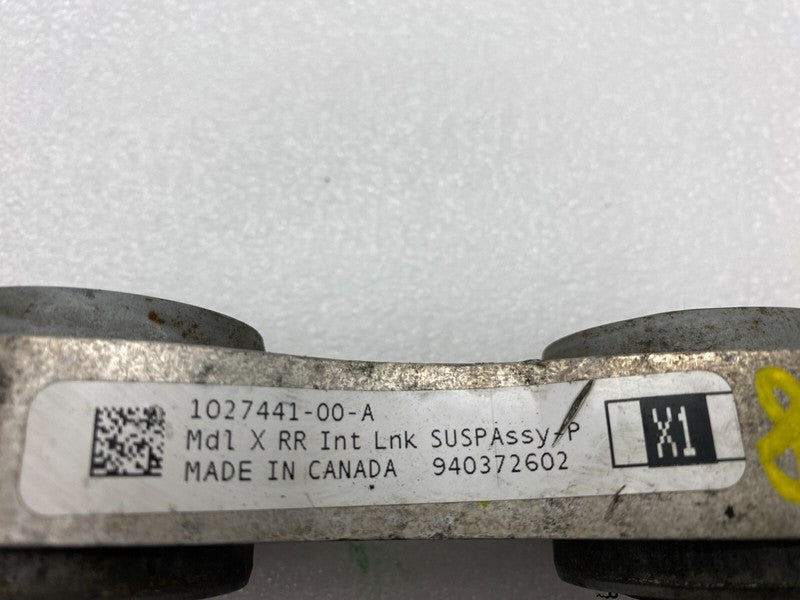 1027441-00-A
Mdl X RR Int Lnk SUSPAssy-P
MADE IN CANADA 940372602
X1